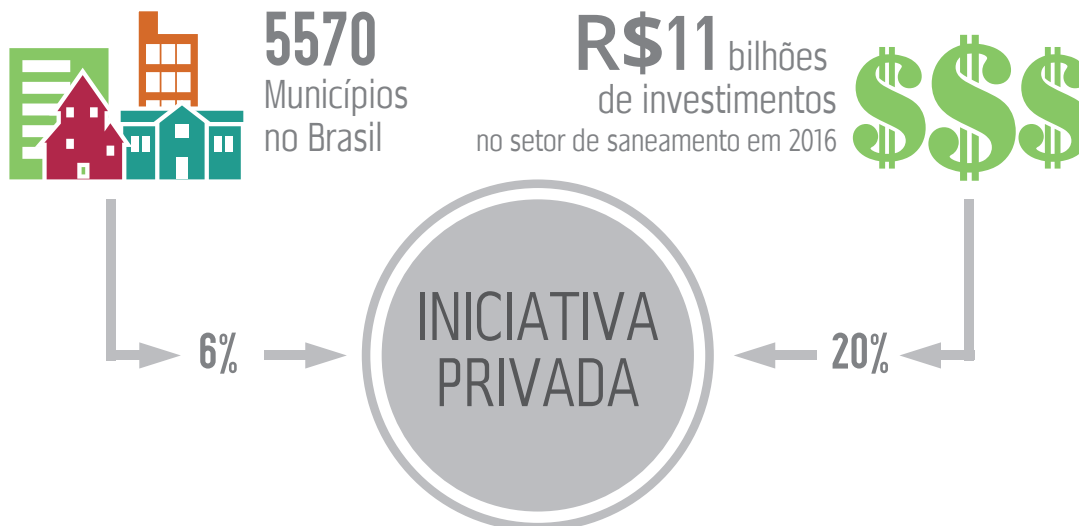 5570
Municípios
no Brasil
R$11 bilhões
de investimentos
no setor de saneamento em 2016
6%
INICIATIVA
PRIVADA
20%